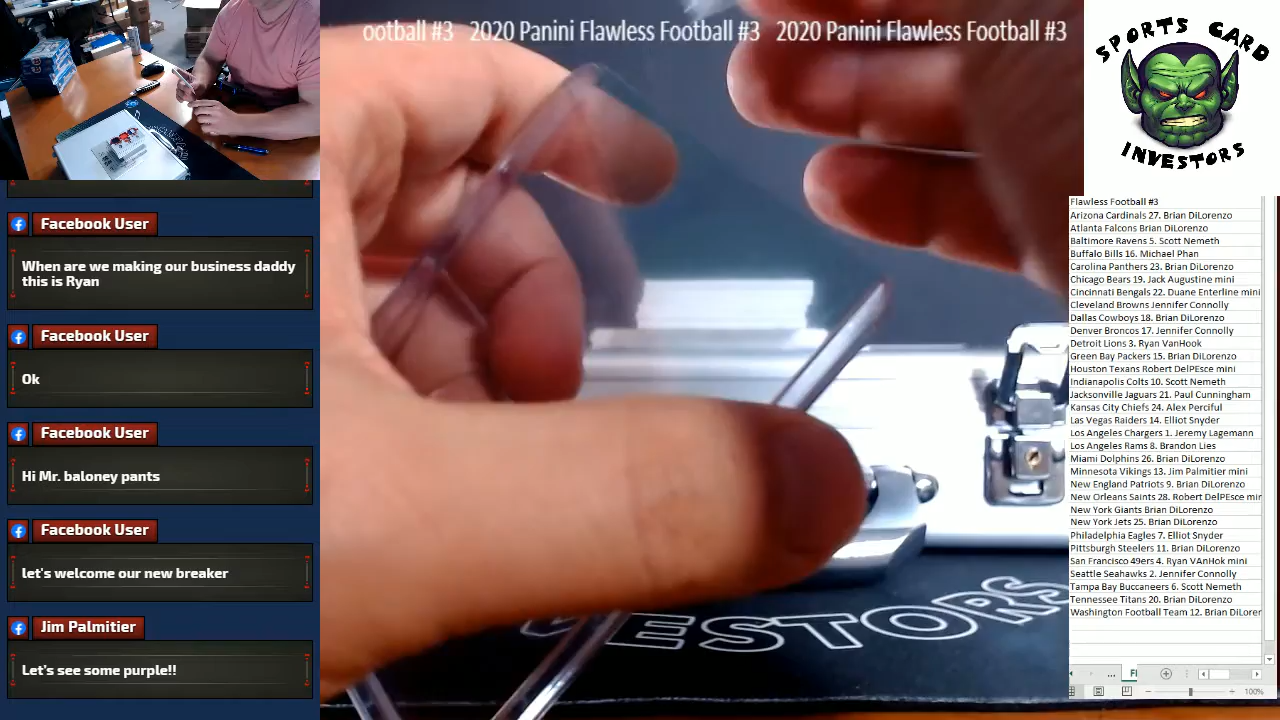 ootball #3 2020 Panini Flawless Football #3 2020 Panini Flawless Football #3
SPORTS CARD
INVESTORS
Facebook User
When are we making our business daddy
this is Ryan
Facebook User
Ok
Facebook User
Hi Mr. baloney pants
Facebook User
let's welcome our new breaker
Jim Palmitier
Let's see some purple!!
ESTORS
Flawless Football #3
Arizona Cardinals 27. Brian DiLorenzo
Atlanta Falcons Brian DiLorenzo
Baltimore Ravens 5. Scott Nemeth
Buffalo Bills 16. Michael Phan
Carolina Panthers 23. Brian DiLorenzo
Chicago Bears 19. Jack Augustine mini
Cincinnati Bengals 22. Duane Enterline mini
Cleveland Browns Jennifer Connolly
Dallas Cowboys 18. Brian DiLorenzo
Denver Broncos 17. Jennifer Connolly
Detroit Lions 3. Ryan VanHook
Green Bay Packers 15. Brian DiLorenzo
Houston Texans Robert DelPEsce mini
Indianapolis Colts 10. Scott Nemeth
Jacksonville Jaguars 21. Paul Cunningham
Kansas City Chiefs 24. Alex Perciful
Las Vegas Raiders 14. Elliot Snyder
Los Angeles Chargers 1. Jeremy Lagemann
Los Angeles Rams 8. Brandon Lies
Miami Dolphins 26. Brian DiLorenzo
Minnesota Vikings 13. Jim Palmitier mini
New England Patriots 9. Brian DiLorenzo
New Orleans Saints 28. Robert DelPEsce mir
New York Giants Brian DiLorenzo
New York Jets 25. Brian DiLorenzo
Philadelphia Eagles 7. Elliot Snyder
Pittsburgh Steelers 11. Brian DiLorenzo
San Francisco 49ers 4. Ryan VAnHok mini
Seattle Seahawks 2. Jennifer Connolly
Tampa Bay Buccaneers 6. Scott Nemeth
Tennessee Titans 20. Brian DiLorenzo
Washington Football Team 12. Brian DiLorer
... Fl
100%